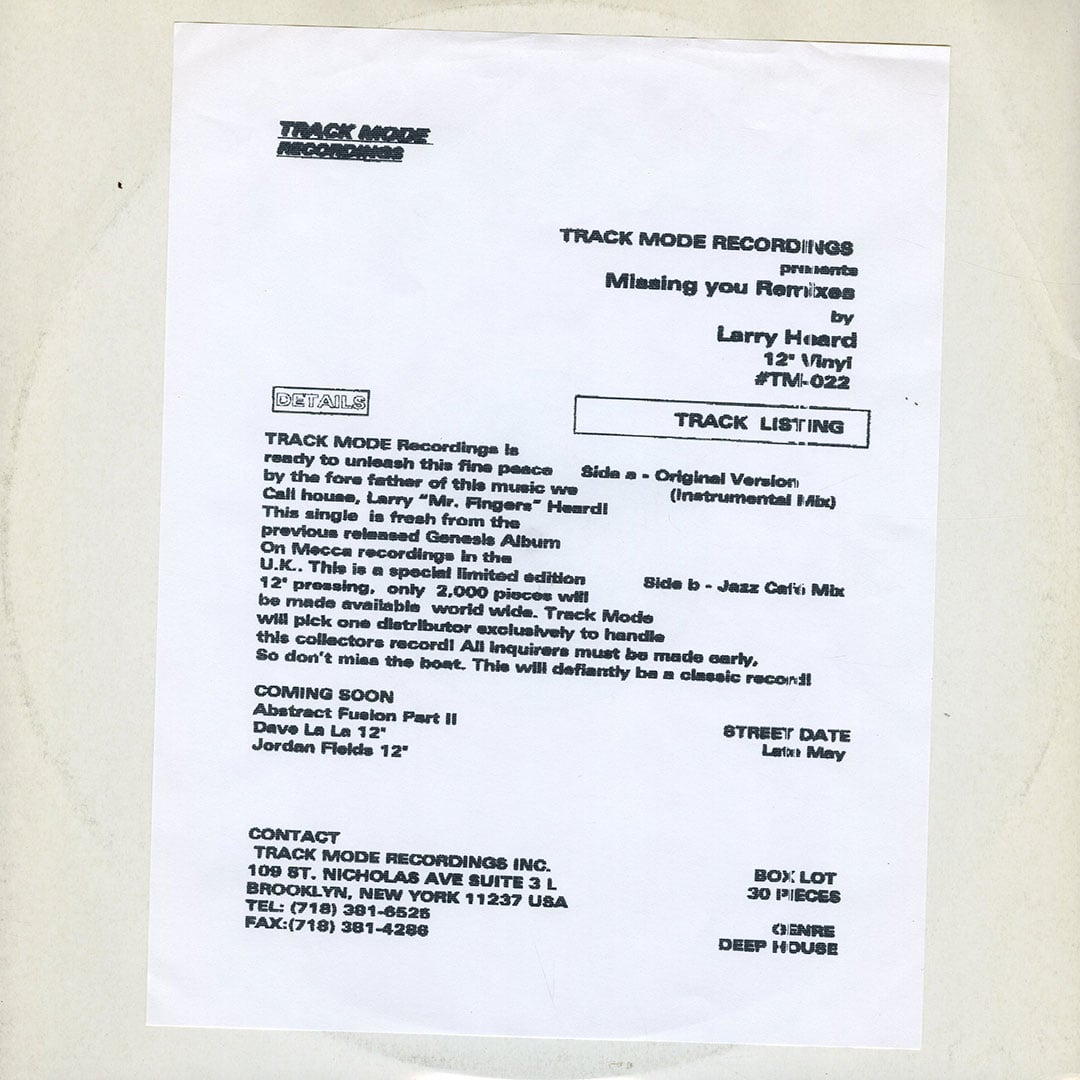 TRACK MODE
RECORDINGS
TRACK MODE RECORDINGS
presents
Missing you Remixes
by
Larry Heard
12" Vinyl
#TM-022
DETAILS
TRACK MODE Recordings is
ready to unleash this fine peace
by the fore father of this music we
Call house, Larry "Mr. Fingers" Heard!
This single is fresh from the
previous released Genesis Album
On Mecca recordings in the
U.K.. This is a special limited edition
12" pressing, only 2,000 pieces will
be made available world wide. Track Mode
will pick one distributor exclusively to handle
this collectors record! All inquirers must be made early,
So don't miss the boat. This will defiantly be a classic record!
TRACK LISTING
Side a - Original Version
(Instrumental Mix)
Side b - Jazz Café Mix
COMING SOON
Abstract Fusion Part II
Dave La La 12"
Jordan Fields 12"
STREET DATE
Late May
CONTACT
TRACK MODE RECORDINGS INC.
109 ST. NICHOLAS AVE SUITE 3 L
BROOKLYN, NEW YORK 11237 USA
TEL: (718) 381-6525
FAX:(718) 381-4286
BOX LOT
30 PIECES
GENRE
DEEP HOUSE